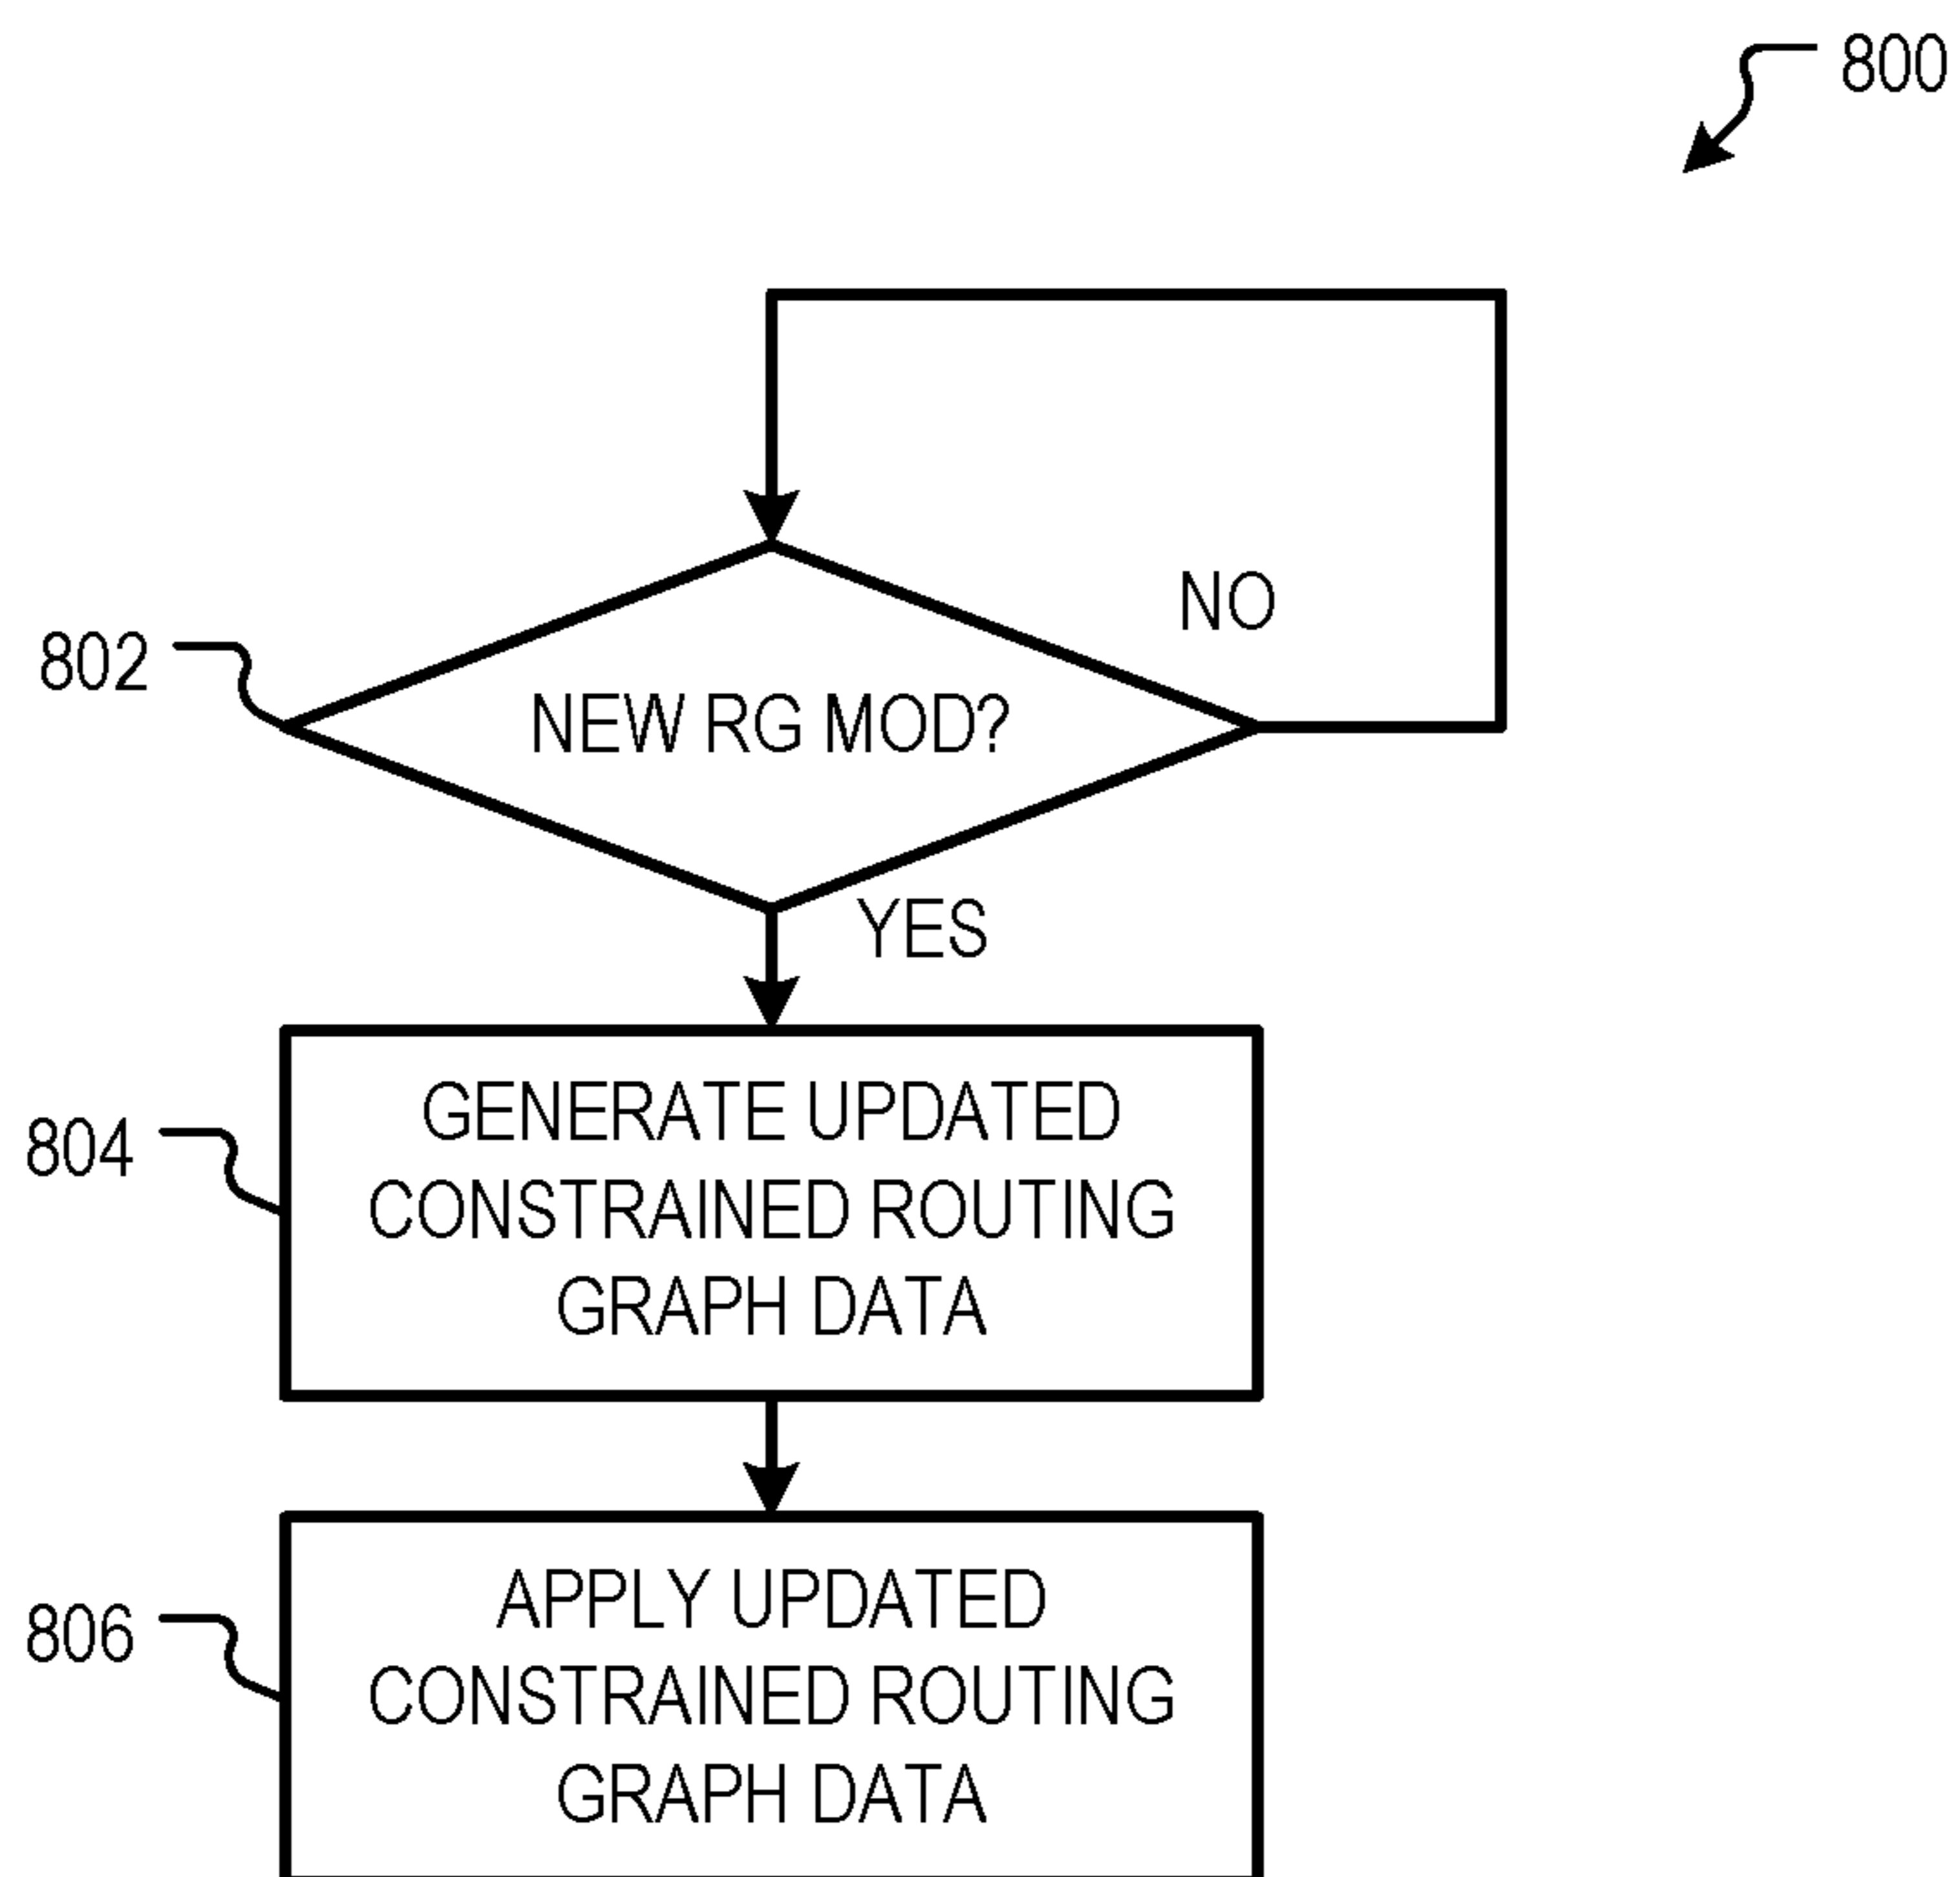 800
NO
802
NEW RG MOD?
YES
804
GENERATE UPDATED
CONSTRAINED ROUTING
GRAPH DATA
806
APPLY UPDATED
CONSTRAINED ROUTING
GRAPH DATA